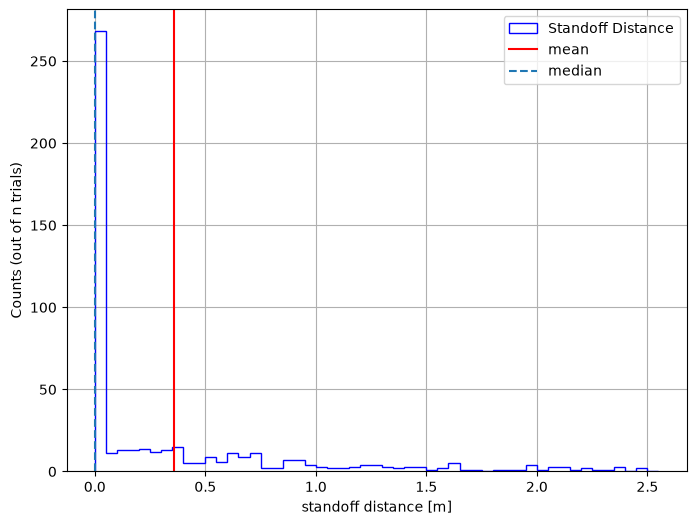 Standoff Distance
mean
median
250
200
150
100
50
0
Counts (out of n trials)
0.0 0.5 1.0 1.5 2.0 2.5
standoff distance [m]